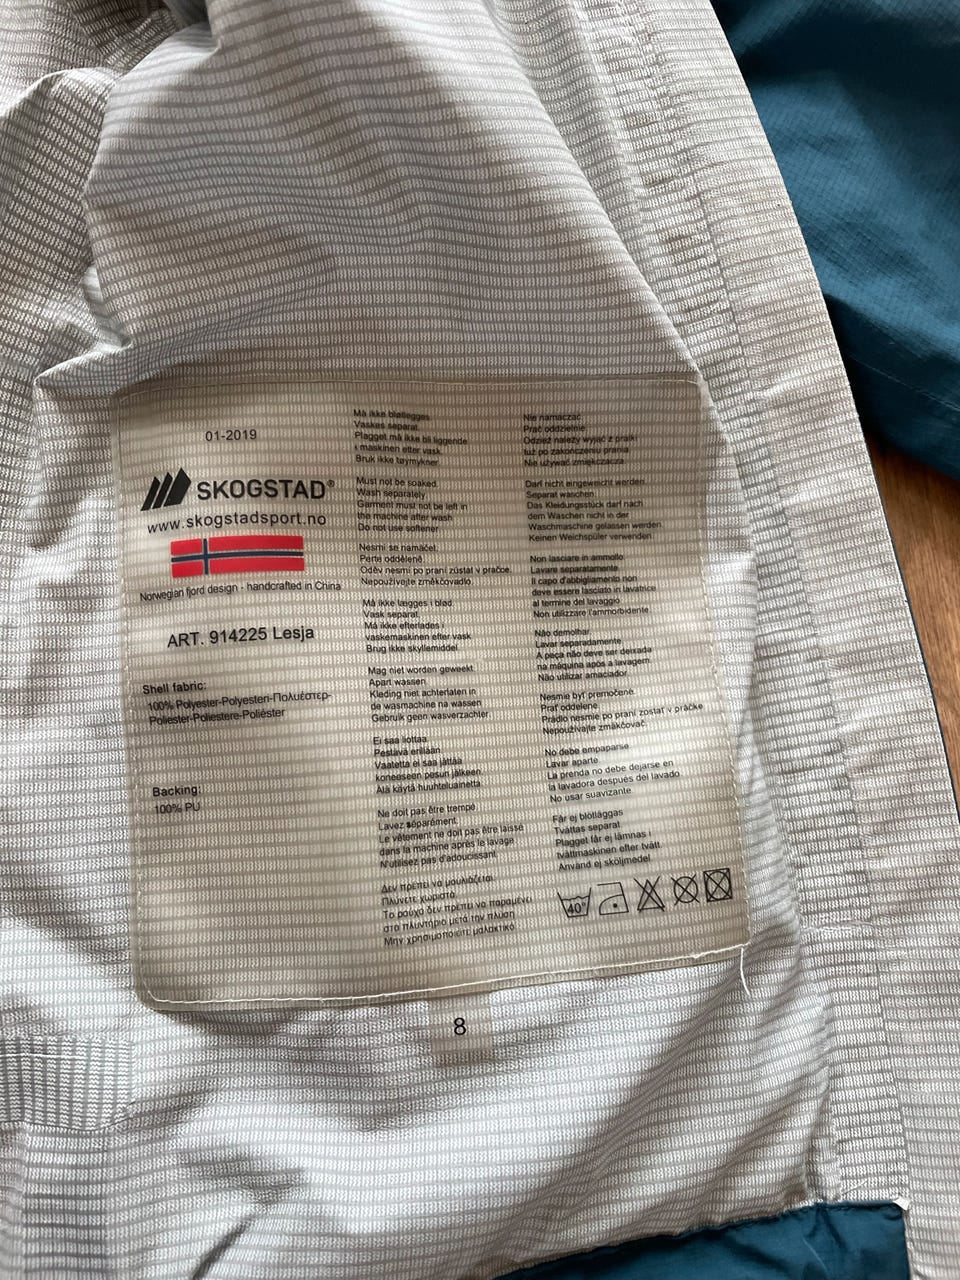 01-2019
SKOGSTAD®
www.skogstadsport.no
Norwegian fjord design - handcrafted in China
ART. 914225 Lesja
Shell fabric:
100% Polyester-Polyesteri-Πολυέστερ-
Poliester-Poliestere-Poliéster
Backing:
100% PU
Må ikke bløtlegges
Vaskes separat.
Plagget må ikke bli liggende
i maskinen etter vask.
Bruk ikke tøymykner.
Must not be soaked.
Wash separately
Garment must not be left in
the machine after wash
Do not use softener
Nesmí se namáčet.
Perte odděleně.
Oděv nesmí po praní zůstat v pračce.
Nepoužívejte změkčovadlo.
Må ikke lægges i blød.
Vask separat.
Må ikke efterlades i
vaskemaskinen efter vask.
Brug ikke skyllemiddel.
Mag niet worden geweekt.
Apart wassen.
Kleding niet achterlaten in
de wasmachine na wassen
Gebruik geen wasverzachter.
Ei saa liottaa.
Pestävä erillään.
Vaatetta ei saa jättää
koneeseen pesun jälkeen.
Älä käytä huuhteluainetta
Ne doit pas être trempé.
Lavez séparément.
Le vêtement ne doit pas être laissé
dans la machine après le lavage
N'utilisez pas d'adoucissant.
Δεν πρέπει να μουλιάζεται.
Πλύνετε χωριστά.
Το ρούχο δεν πρέπει να παραμένει
στο πλυντήριο μετά την πλύση
Μην χρησιμοποιείτε μαλακτικό.
Nie namaczać.
Prać oddzielnie.
Odzież należy wyjąć z pralki
tuż po zakończeniu prania
Nie używać zmiękczacza.
Darf nicht eingeweicht werden.
Separat waschen.
Das Kleidungsstück darf nach
dem Waschen nicht in der
Waschmaschine gelassen werden.
Keinen Weichspüler verwenden.
Non lasciare in ammollo.
Lavare separatamente.
Il capo d'abbigliamento non
deve essere lasciato in lavatrice
al termine del lavaggio
Non utilizzare l'ammorbidente.
Não demolhar.
Lavar separadamente.
A peça não deve ser deixada
na máquina após a lavagem.
Não utilizar amaciador.
Nesmie byť premočené.
Prať oddelene.
Prádlo nesmie po praní zostať v práčke
Nepoužívajte zmäkčovač.
No debe empaparse.
Lavar aparte.
La prenda no debe dejarse en
la lavadora después del lavado
No usar suavizante.
Får ej blötläggas
Tvättas separat
Plagget får ej lämnas i
tvättmaskinen efter tvätt.
Använd ej sköljmedel
40°
8